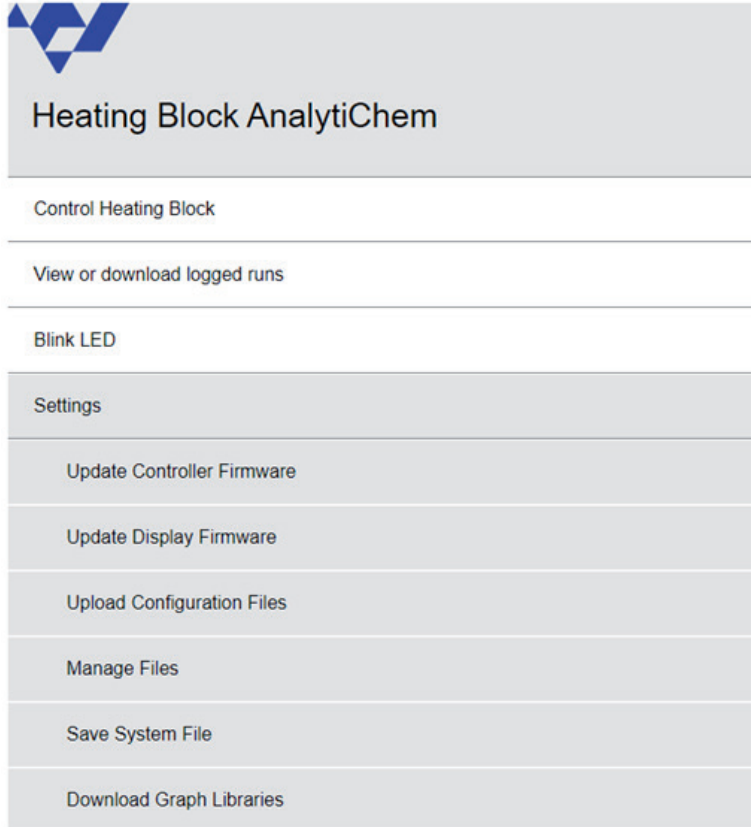 Heating Block AnalytiChem
Control Heating Block
View or download logged runs
Blink LED
Settings
Update Controller Firmware
Update Display Firmware
Upload Configuration Files
Manage Files
Save System File
Download Graph Libraries